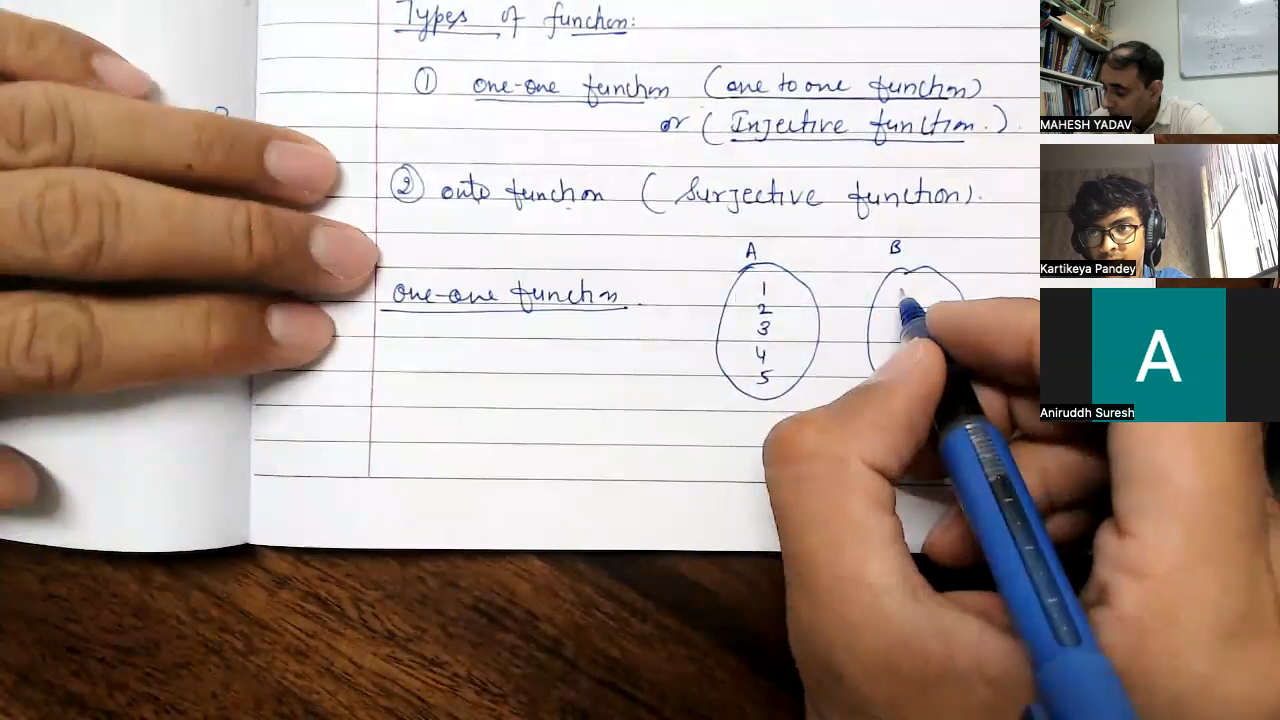 Types of function:
① one-one function (one to one function)
or (Injective function.).
② onto function (Surjective function).
A B
one-one function.
1
2
3
4
5
MAHESH YADAV
Kartikeya Pandey
A
Aniruddh Suresh